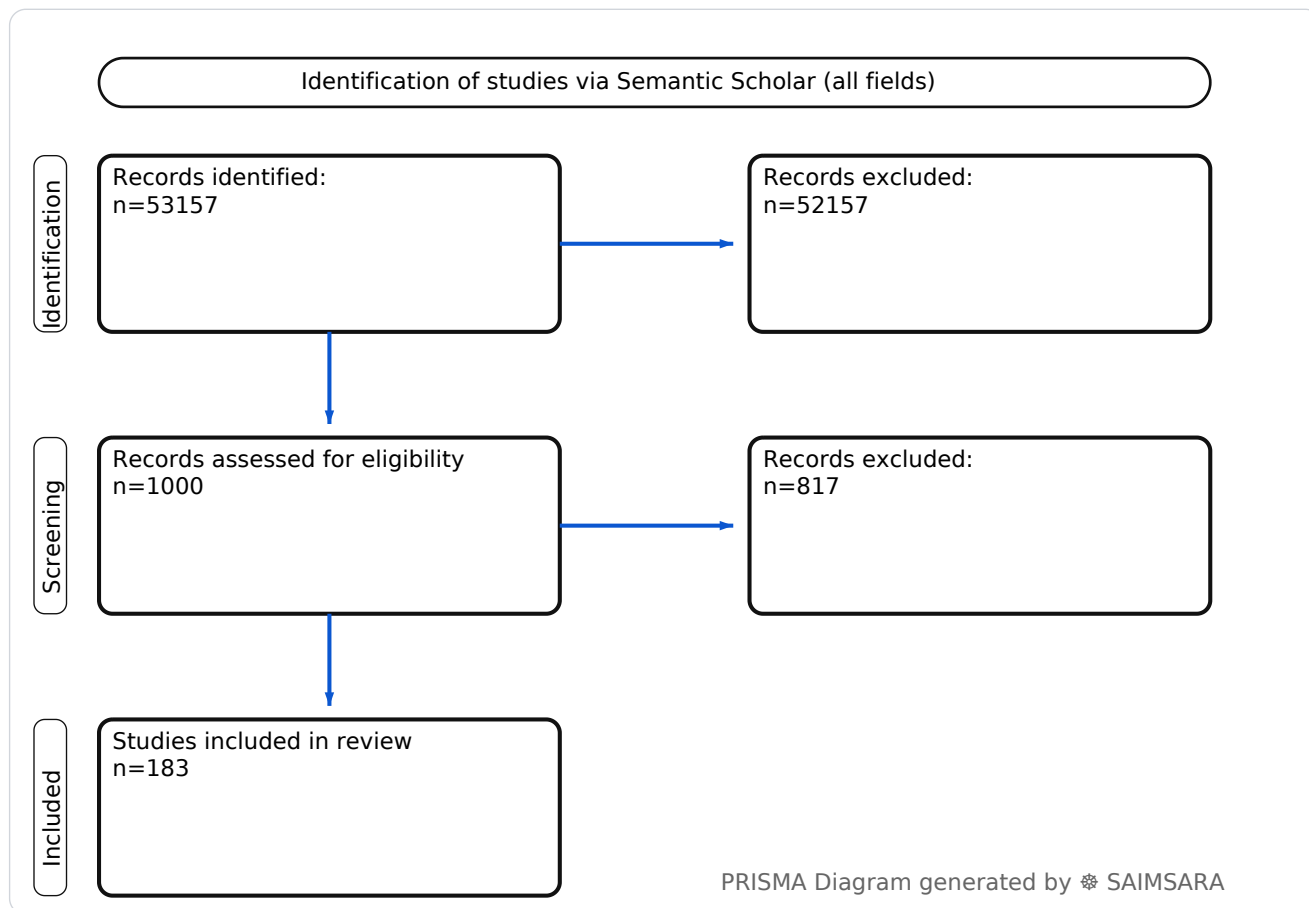 Identification of studies via Semantic Scholar (all fields)
Identification
Records identified:
n=53157
Records excluded:
n=52157
Screening
Records assessed for eligibility
n=1000
Records excluded:
n=817
Included
Studies included in review
n=183
PRISMA Diagram generated by ☸ SAIMSARA